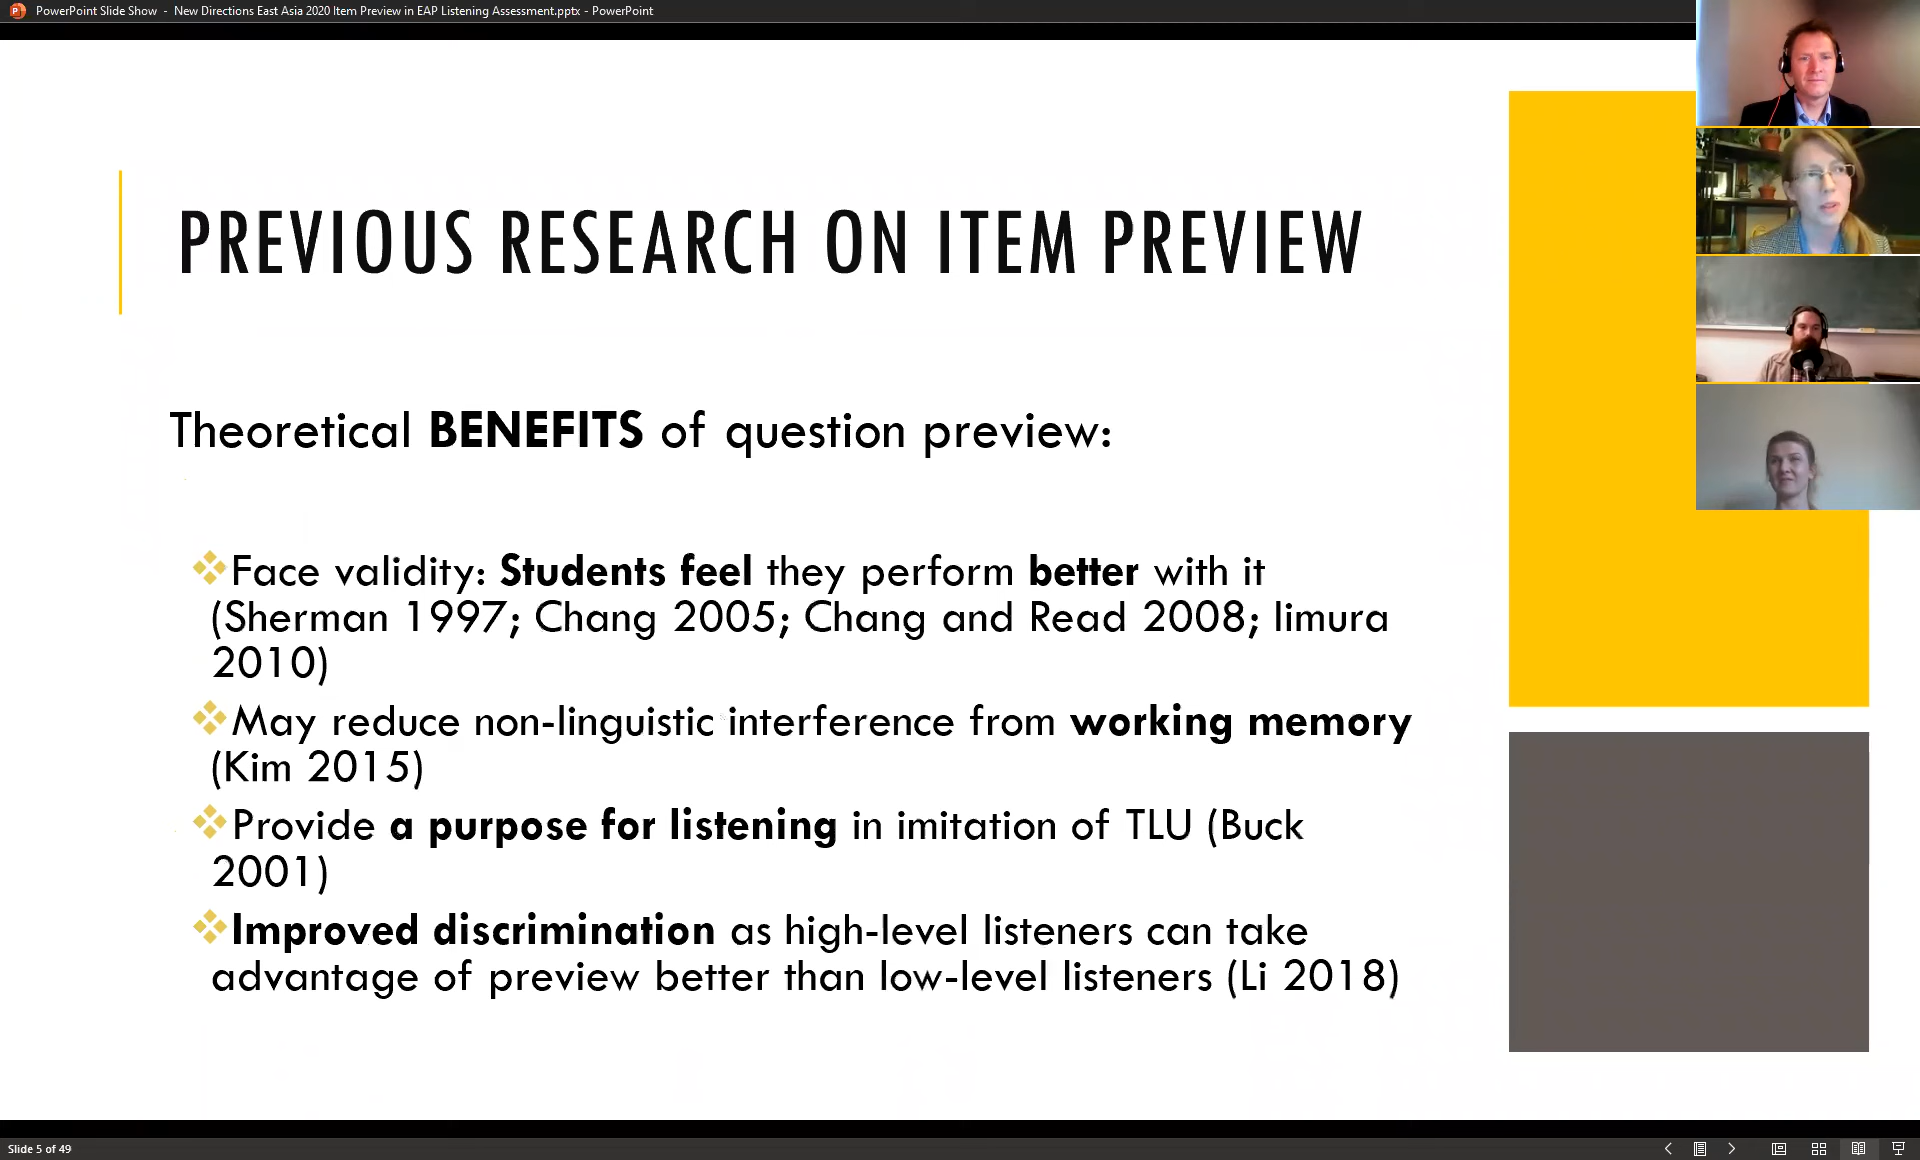 PowerPoint Slide Show - New Directions East Asia 2020 Item Preview in EAP Listening Assessment.pptx - PowerPoint
PREVIOUS RESEARCH ON ITEM PREVIEW
Theoretical BENEFITS of question preview:
Face validity: Students feel they perform better with it
(Sherman 1997; Chang 2005; Chang and Read 2008; Iimura
2010)
May reduce non-linguistic interference from working memory
(Kim 2015)
Provide a purpose for listening in imitation of TLU (Buck
2001)
Improved discrimination as high-level listeners can take
advantage of preview better than low-level listeners (Li 2018)
Slide 5 of 49